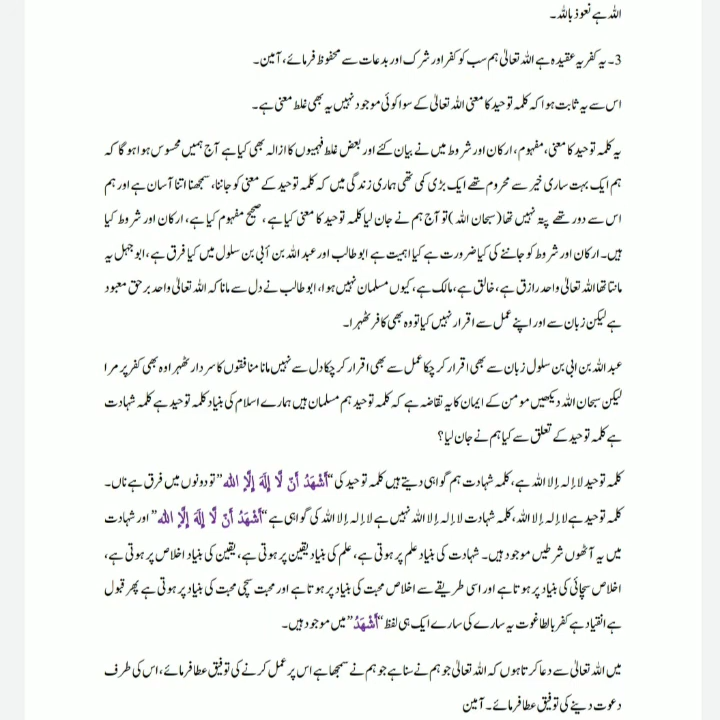 اللہ ہے نعوذ باللہ۔
3۔ یہ کفریہ عقیدہ ہے اللہ تعالیٰ ہم سب کو کفر اور شرک اور بدعات سے محفوظ فرمائے، آمین۔
اس سے یہ ثابت ہوا کہ کلمہ توحید کا معنی اللہ تعالیٰ کے سوا کوئی موجود نہیں یہ بھی غلط معنی ہے۔
یہ کلمہ توحید کا معنی، مفہوم، ارکان اور شروط میں نے بیان کئے اور بعض غلط فہمیوں کا ازالہ بھی کیا ہے آج ہمیں محسوس ہوا ہو گا کہ
ہم ایک بہت ساری خیر سے محروم تھے ایک بڑی کمی تھی ہماری زندگی میں کہ کلمہ توحید کے معنی کو جاننا، سمجھنا اتنا آسان ہے اور ہم
اس سے دور تھے پتہ نہیں تھا (سبحان اللہ) تو آج ہم نے جان لیا کلمہ توحید کا معنی کیا ہے، صحیح مفہوم کیا ہے، ارکان اور شروط کیا
ہیں۔ ارکان اور شروط کو جاننے کی کیا ضرورت ہے کیا اہمیت ہے ابو طالب اور عبد اللہ بن أبی بن سلول میں کیا فرق ہے، ابو جہل یہ
مانتا تھا اللہ تعالیٰ واحد رازق ہے، خالق ہے، مالک ہے، کیوں مسلمان نہیں ہوا، ابو طالب نے دل سے مانا کہ اللہ تعالیٰ واحد برحق معبود
ہے لیکن زبان سے اور اپنے عمل سے اقرار نہیں کیا تو وہ بھی کافر ٹھہرا۔
عبد اللہ بن ابی بن سلول زبان سے بھی اقرار کر چکا عمل سے بھی اقرار کر چکا دل سے نہیں مانا منافقوں کا سردار ٹھہرا وہ بھی کفر پر مرا
لیکن سبحان اللہ دیکھیں مومن کے ایمان کا یہ تقاضہ ہے کہ کلمہ توحید ہم مسلمان ہیں ہمارے اسلام کی بنیاد کلمہ توحید ہے کلمہ شہادت
ہے کلمہ توحید کے تعلق سے کیا ہم نے جان لیا؟
کلمہ توحید لا إلہ إلا اللہ ہے، کلمہ شہادت ہم گواہی دیتے ہیں کلمہ توحید کی “أَشْهَدُ أَنّ لَّا إِلَهَ إِلَّا الله” تو دونوں میں فرق ہے ناں۔
کلمہ توحید ہے لا إلہ إلا اللہ، کلمہ شہادت لا إلہ إلا اللہ نہیں ہے لا إلہ إلا اللہ کی گواہی ہے “أَشْهَدُ أَنّ لَّا إِلَهَ إِلَّا الله” اور شہادت
میں یہ آٹھوں شرطیں موجود ہیں۔ شہادت کی بنیاد علم پر ہوتی ہے، علم کی بنیاد یقین پر ہوتی ہے، یقین کی بنیاد اخلاص پر ہوتی ہے،
اخلاص سچائی کی بنیاد پر ہوتا ہے اور اسی طریقے سے اخلاص محبت کی بنیاد پر ہوتا ہے اور محبت سچی محبت کی بنیاد پر ہوتی ہے پھر قبول
ہے انقیاد ہے کفر بالطاغوت یہ سارے کی سارے ایک ہی لفظ “أَشْهَدُ” میں موجود ہیں۔
میں اللہ تعالیٰ سے دعا کرتا ہوں کہ اللہ تعالیٰ جو ہم نے سنا ہے جو ہم نے سمجھا ہے اس پر عمل کرنے کی توفیق عطا فرمائے، اس کی طرف
دعوت دینے کی توفیق عطا فرمائے۔ آمین